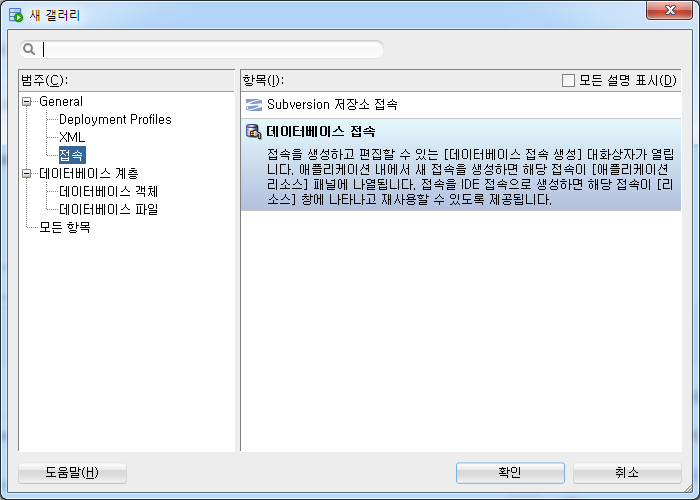 새 갤러리
범주(C):
General
Deployment Profiles
XML
접속
데이터베이스 계층
데이터베이스 객체
데이터베이스 파일
모든 항목
항목(I):
모든 설명 표시(D)
Subversion 저장소 접속
데이터베이스 접속
접속을 생성하고 편집할 수 있는 [데이터베이스 접속 생성] 대화상자가 열립
니다. 애플리케이션 내에서 새 접속을 생성하면 해당 접속이 [애플리케이션
리소스] 패널에 나열됩니다. 접속을 IDE 접속으로 생성하면 해당 접속이 [리
소스] 창에 나타나고 재사용할 수 있도록 제공됩니다.
도움말(H)
확인
취소